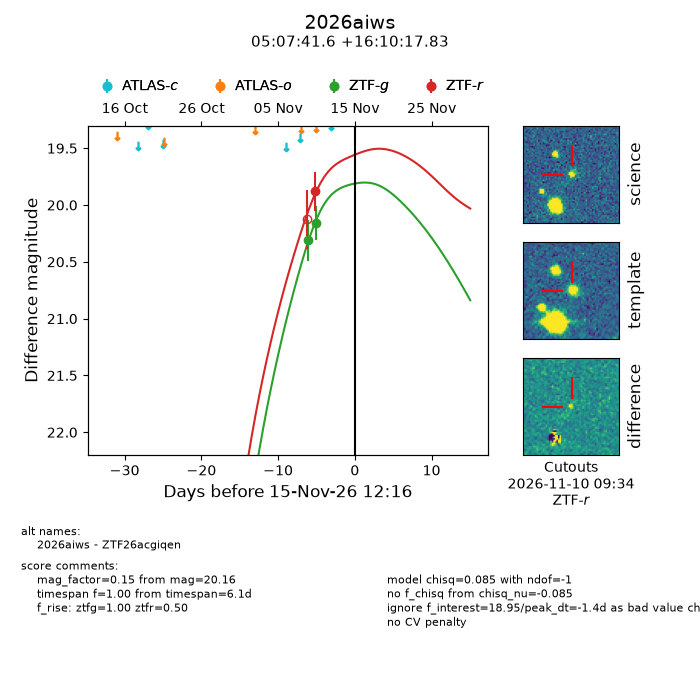 2026aiws
05:07:41.6 +16:10:17.83
ATLAS-c
ATLAS-o
ZTF-g
ZTF-r
16 Oct
26 Oct
05 Nov
15 Nov
25 Nov
19.5
20.0
20.5
21.0
21.5
22.0
Difference magnitude
−30
−20
−10
0
10
Days before 15-Nov-26 12:16
science
template
difference
Cutouts
2026-11-10 09:34
ZTF-r
alt names:
2026aiws - ZTF26acgiqen
score comments:
mag_factor=0.15 from mag=20.16
timespan f=1.00 from timespan=6.1d
f_rise: ztfg=1.00 ztfr=0.50
model chisq=0.085 with ndof=-1
no f_chisq from chisq_nu=-0.085
ignore f_interest=18.95/peak_dt=-1.4d as bad value ch
no CV penalty